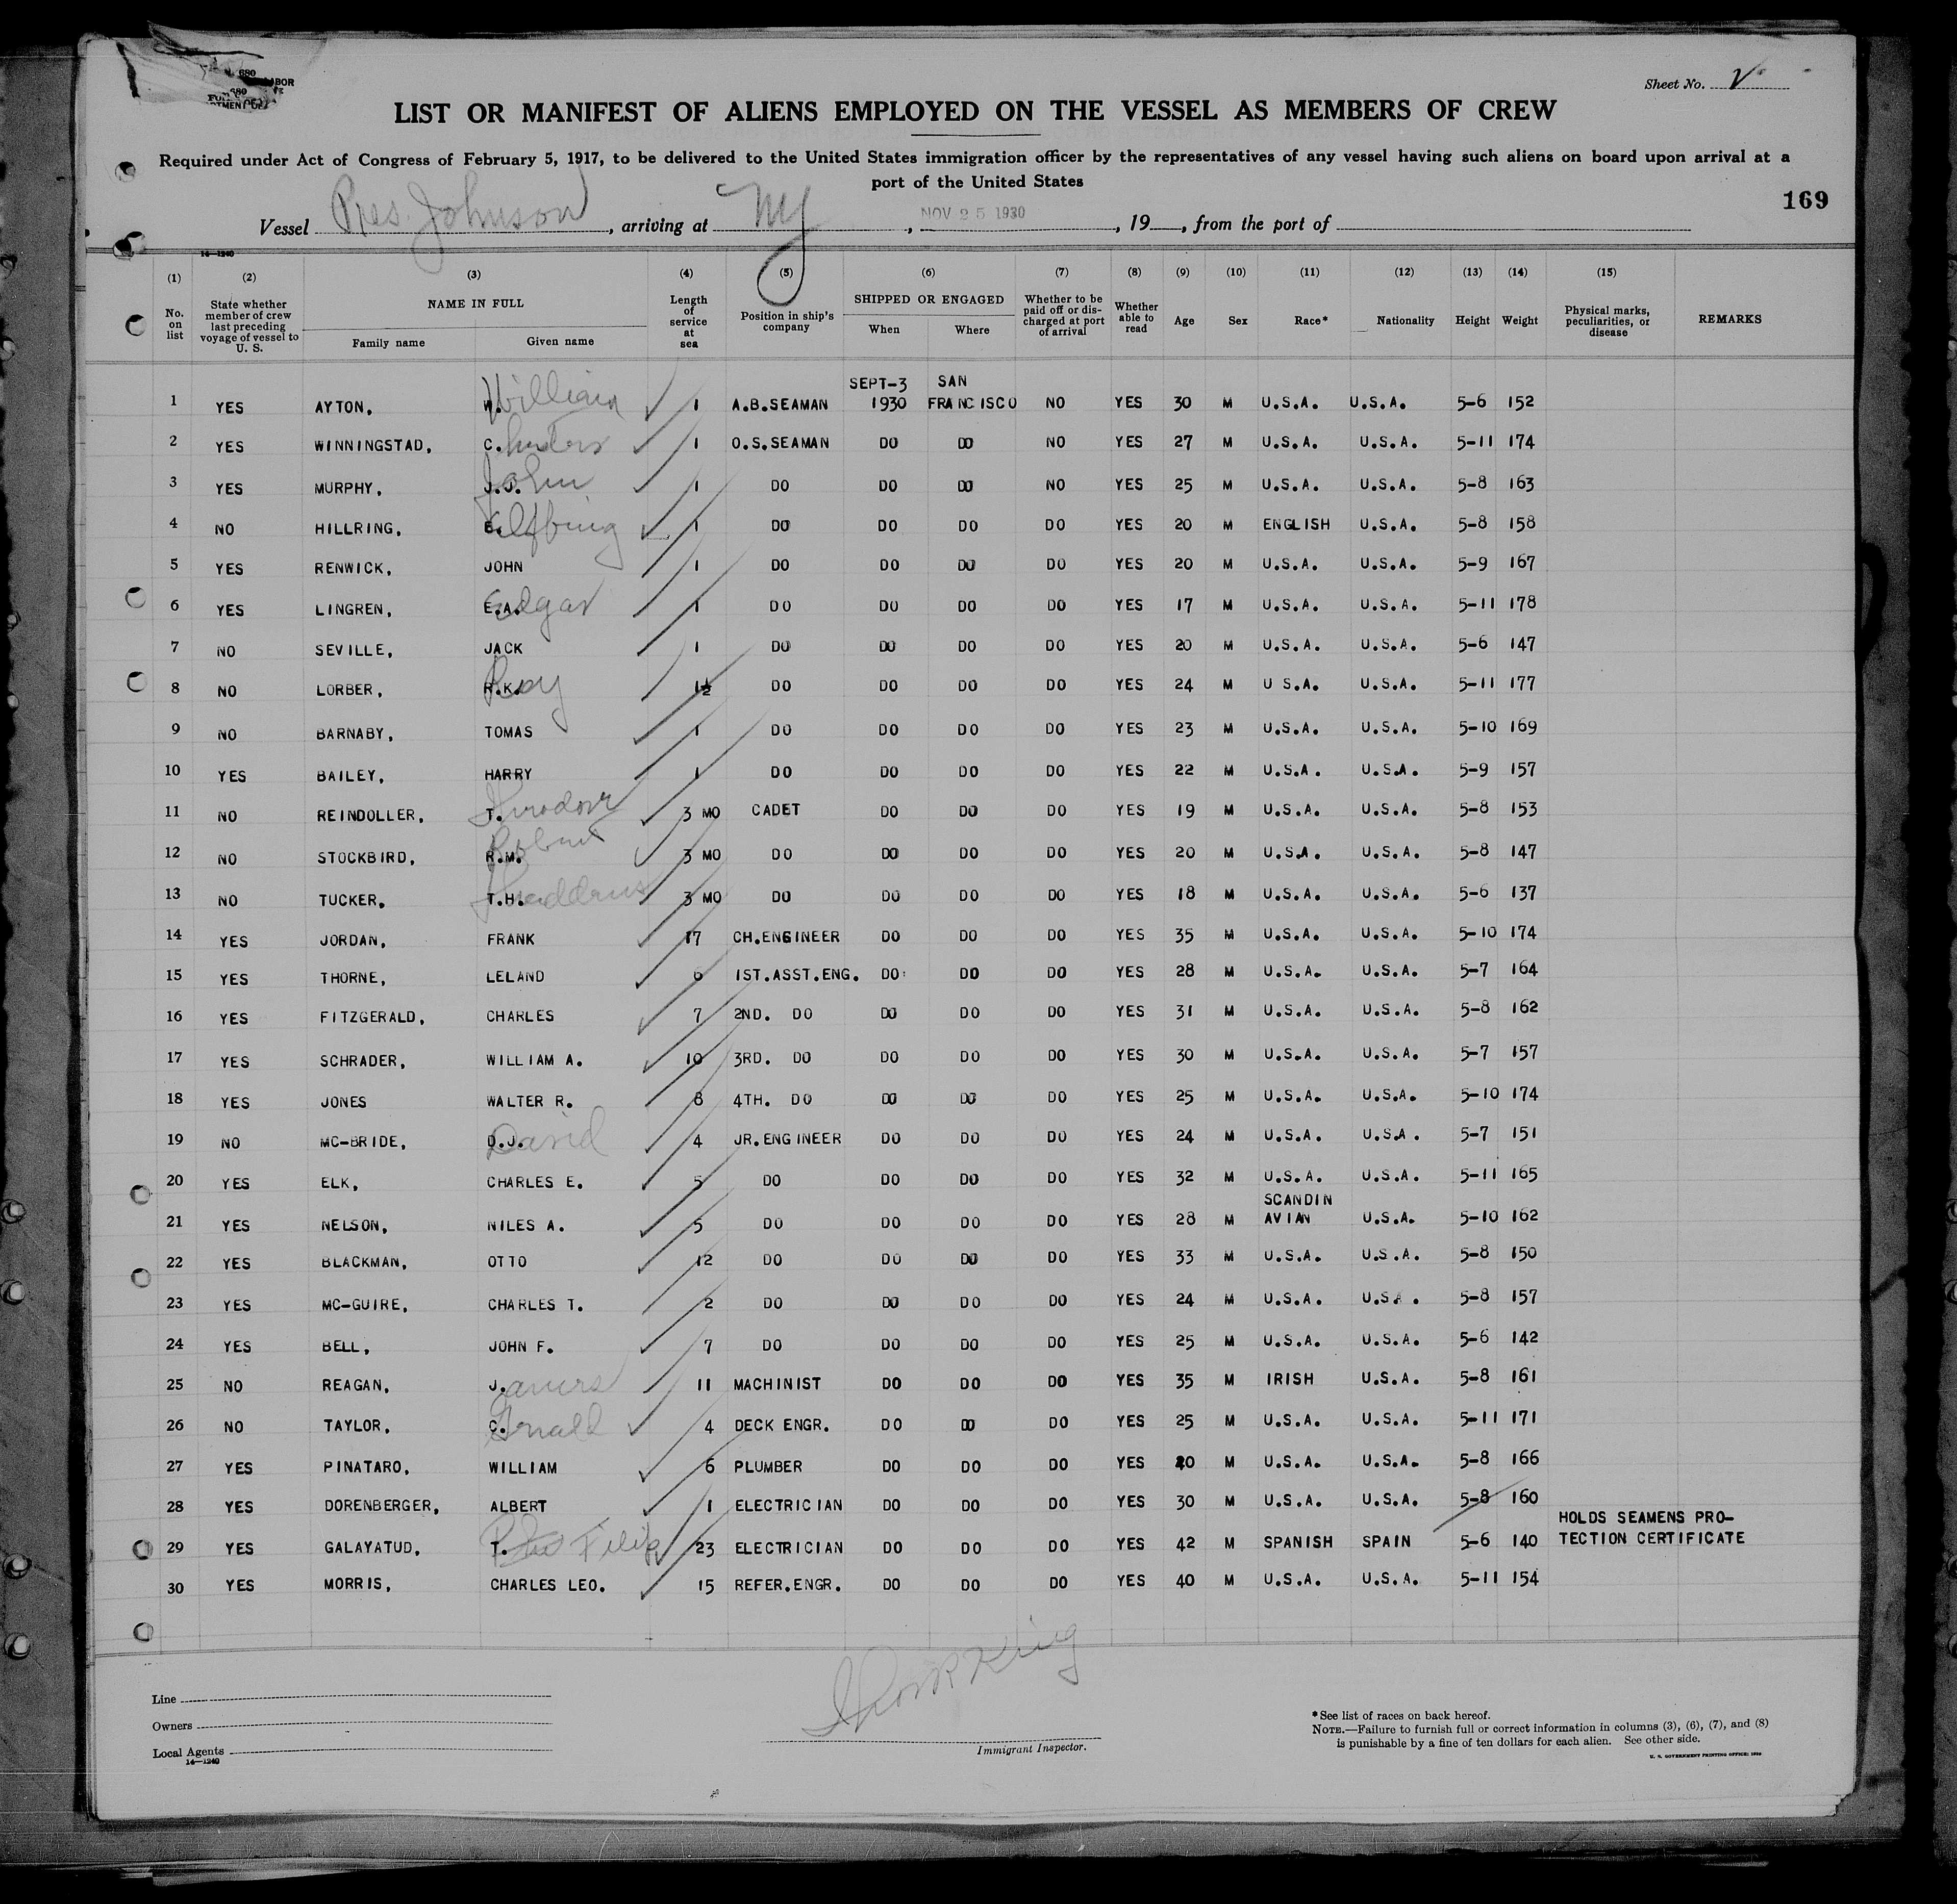 Sheet No. V
LIST OR MANIFEST OF ALIENS EMPLOYED ON THE VESSEL AS MEMBERS OF CREW
Required under Act of Congress of February 5, 1917, to be delivered to the United States immigration officer by the representatives of any vessel having such aliens on board upon arrival at a
port of the United States
169
Vessel Pres. Johnson, arriving at NY, NOV 25 1930, 19__, from the port of
14—1240
(1) (2) (3) (4) (5) (6) (7) (8) (9) (10) (11) (12) (13) (14) (15)
No. on list State whether member of crew last preceding voyage of vessel to U. S. NAME IN FULL Family name Given name Length of service at sea Position in ship's company SHIPPED OR ENGAGED When Where Whether to be paid off or discharged at port of arrival Whether able to read Age Sex Race* Nationality Height Weight Physical marks, peculiarities, or disease REMARKS
SEPT-3 SAN
1 YES AYTON, W. William 1 A.B.SEAMAN 1930 FRANCISCO NO YES 30 M U.S.A. U.S.A. 5-6 152
2 YES WINNINGSTAD, C. 1 O.S.SEAMAN DO DO NO YES 27 M U.S.A. U.S.A. 5-11 174
3 YES MURPHY, J.J. John 1 DO DO DO NO YES 25 M U.S.A. U.S.A. 5-8 163
4 NO HILLRING, E. 1 DO DO DO DO YES 20 M ENGLISH U.S.A. 5-8 158
5 YES RENWICK, JOHN 1 DO DO DO DO YES 20 M U.S.A. U.S.A. 5-9 167
6 YES LINGREN, E.A. Edgar 1 DO DO DO DO YES 17 M U.S.A. U.S.A. 5-11 178
7 NO SEVILLE, JACK 1 DO DO DO DO YES 20 M U.S.A. U.S.A. 5-6 147
8 NO LORBER, R.K. Roy 1½ DO DO DO DO YES 24 M U S.A. U.S.A. 5-11 177
9 NO BARNABY, TOMAS 1 DO DO DO DO YES 23 M U.S.A. U.S.A. 5-10 169
10 YES BAILEY, HARRY 1 DO DO DO DO YES 22 M U.S.A. U.S.A. 5-9 157
11 NO REINDOLLER, T. Theodore 3 MO CADET DO DO DO YES 19 M U.S.A. U.S.A. 5-8 153
12 NO STOCKBIRD, R.M. Robert 3 MO DO DO DO DO YES 20 M U.S.A. U.S.A. 5-8 147
13 NO TUCKER, T.H. Thaddeus 3 MO DO DO DO DO YES 18 M U.S.A. U.S.A. 5-6 137
14 YES JORDAN, FRANK 17 CH.ENGINEER DO DO DO YES 35 M U.S.A. U.S.A. 5-10 174
15 YES THORNE, LELAND 6 1ST.ASST.ENG. DO DO DO YES 28 M U.S.A. U.S.A. 5-7 164
16 YES FITZGERALD, CHARLES 7 2ND. DO DO DO DO YES 31 M U.S.A. U.S.A. 5-8 162
17 YES SCHRADER, WILLIAM A. 10 3RD. DO DO DO DO YES 30 M U.S.A. U.S.A. 5-7 157
18 YES JONES WALTER R. 8 4TH. DO DO DO DO YES 25 M U.S.A. U.S.A. 5-10 174
19 NO MC-BRIDE, D.J. David 4 JR.ENGINEER DO DO DO YES 24 M U.S.A. U.S.A. 5-7 151
20 YES ELK, CHARLES E. 5 DO DO DO DO YES 32 M U.S.A. U.S.A. 5-11 165
SCANDIN
21 YES NELSON, NILES A. 5 DO DO DO DO YES 28 M AVIAN U.S.A. 5-10 162
22 YES BLACKMAN, OTTO 12 DO DO DO DO YES 33 M U.S.A. U.S.A. 5-8 150
23 YES MC-GUIRE, CHARLES T. 2 DO DO DO DO YES 24 M U.S.A. U.S.A. 5-8 157
24 YES BELL, JOHN F. 7 DO DO DO DO YES 25 M U.S.A. U.S.A. 5-6 142
25 NO REAGAN, J. James 11 MACHINIST DO DO DO YES 35 M IRISH U.S.A. 5-8 161
26 NO TAYLOR, C. 4 DECK ENGR. DO DO DO YES 25 M U.S.A. U.S.A. 5-11 171
27 YES PINATARO, WILLIAM 6 PLUMBER DO DO DO YES 20 M U.S.A. U.S.A. 5-8 166
28 YES DORENBERGER, ALBERT 1 ELECTRICIAN DO DO DO YES 30 M U.S.A. U.S.A. 5-8 160
HOLDS SEAMENS PRO-
29 YES GALAYATUD, T. 23 ELECTRICIAN DO DO DO YES 42 M SPANISH SPAIN 5-6 140 TECTION CERTIFICATE
30 YES MORRIS, CHARLES LEO. 15 REFER.ENGR. DO DO DO YES 40 M U.S.A. U.S.A. 5-11 154
Line
Owners
Local Agents
14—1240
Immigrant Inspector.
*See list of races on back hereof.
NOTE.—Failure to furnish full or correct information in columns (3), (6), (7), and (8)
is punishable by a fine of ten dollars for each alien. See other side.